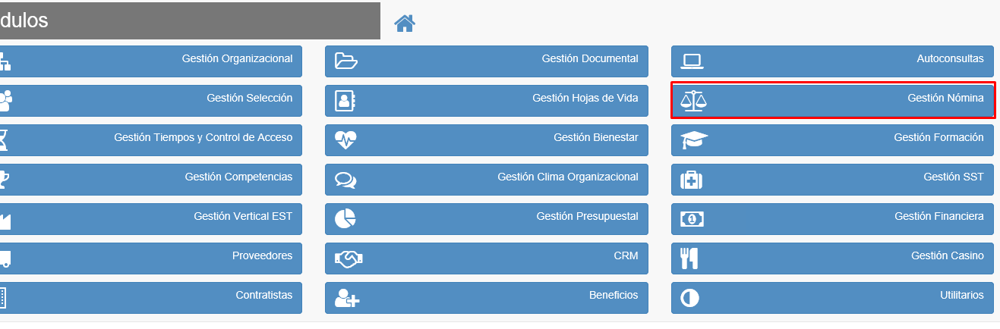 dulos
Gestión Organizacional
Gestión Documental
Autoconsultas
Gestión Selección
Gestión Hojas de Vida
Gestión Nómina
Gestión Tiempos y Control de Acceso
Gestión Bienestar
Gestión Formación
Gestión Competencias
Gestión Clima Organizacional
Gestión SST
Gestión Vertical EST
Gestión Presupuestal
Gestión Financiera
Proveedores
CRM
Gestión Casino
Contratistas
Beneficios
Utilitarios